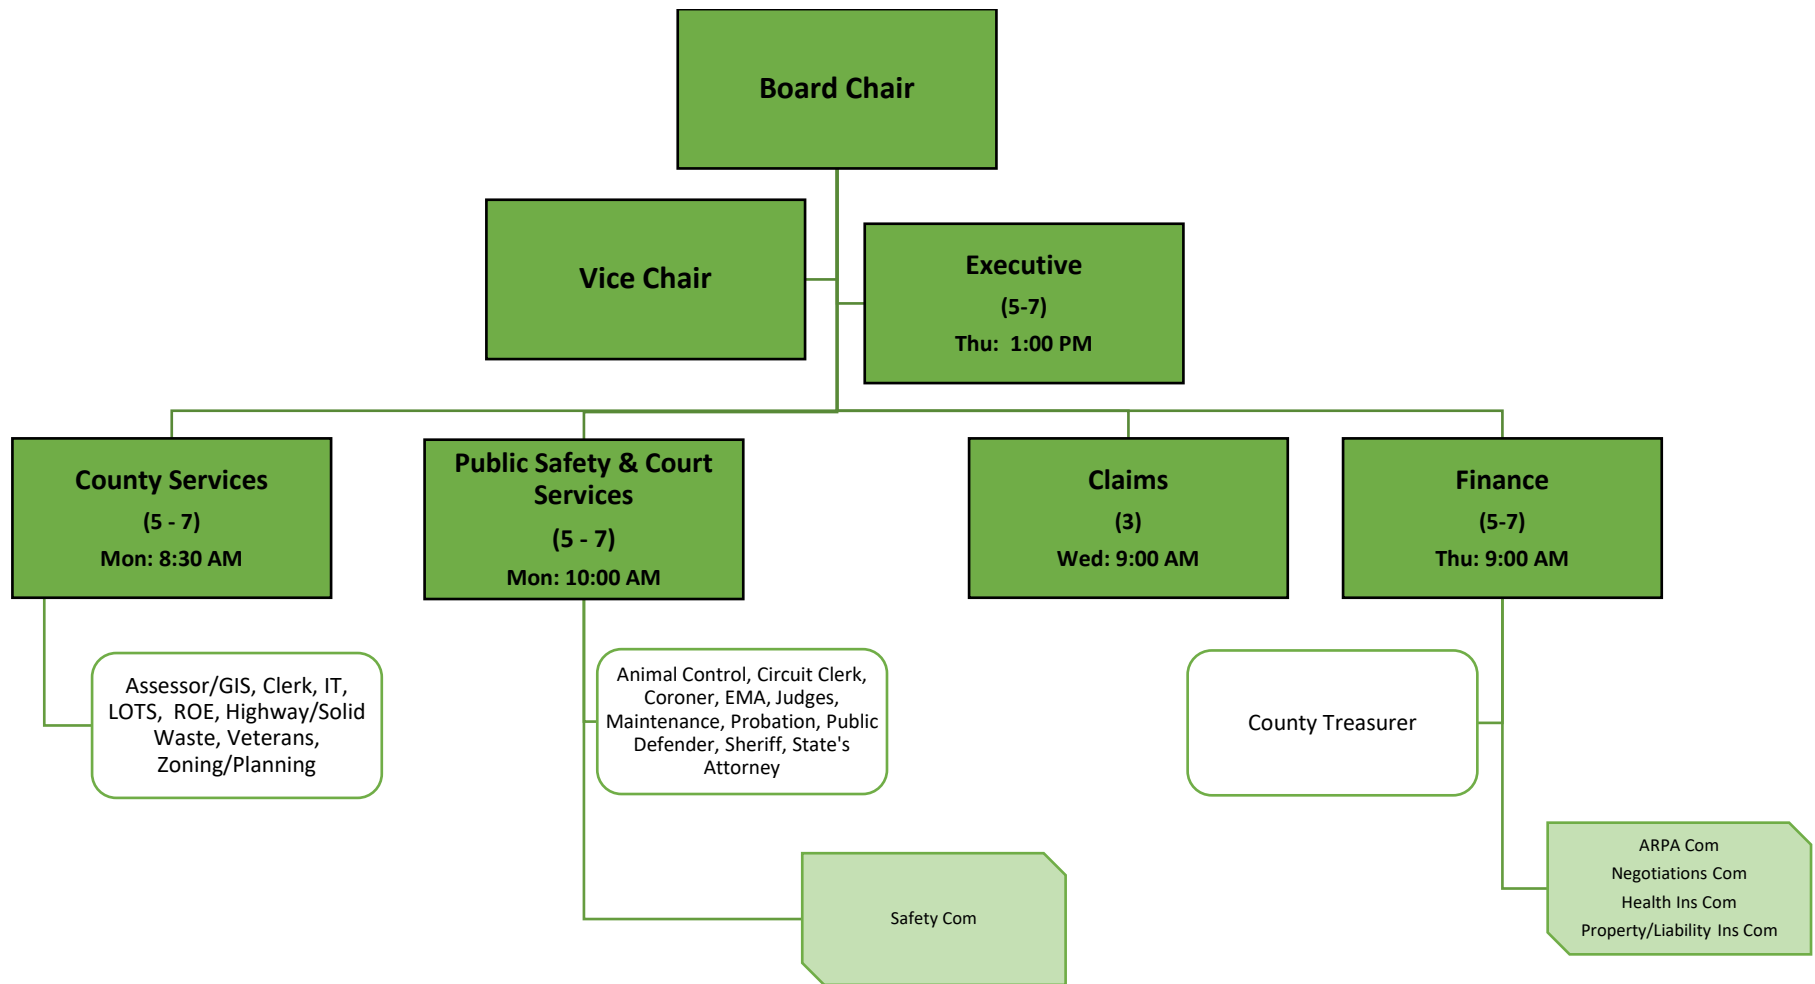 Board Chair
Vice Chair
Executive
(5-7)
Thu:  1:00 PM
County Services
(5 - 7)
Mon: 8:30 AM
Public Safety & Court
Services
(5 - 7)
Mon: 10:00 AM
Claims
(3)
Wed: 9:00 AM
Finance
(5-7)
Thu: 9:00 AM
Assessor/GIS, Clerk, IT,
LOTS,  ROE, Highway/Solid
Waste, Veterans,
Zoning/Planning
Animal Control, Circuit Clerk,
Coroner, EMA, Judges,
Maintenance, Probation, Public
Defender, Sheriff, State's
Attorney
County Treasurer
Safety Com
ARPA Com
Negotiations Com
Health Ins Com
Property/Liability Ins Com